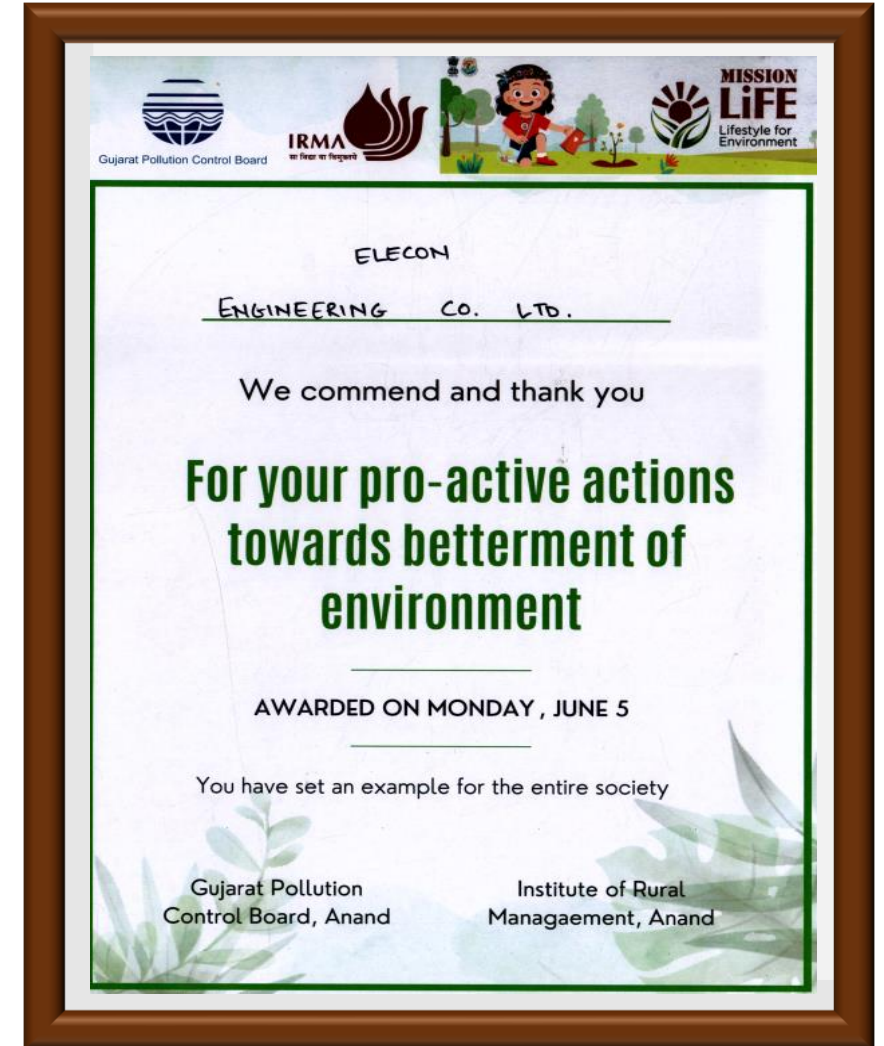 Gujarat Pollution Control Board
IRMA
MISSION
LiFE
Lifestyle for
Environment
ELECON
ENGINEERING CO. LTD.
We commend and thank you
For your pro-active actions
towards betterment of
environment
AWARDED ON MONDAY, JUNE 5
You have set an example for the entire society
Gujarat Pollution
Control Board, Anand
Institute of Rural
Managaement, Anand